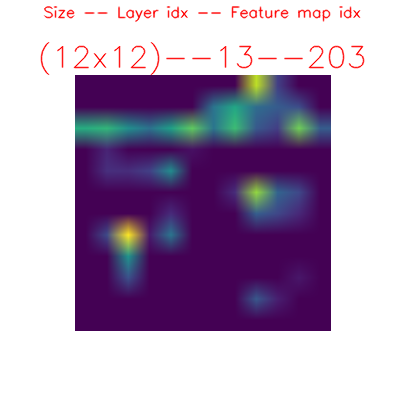 Size -- Layer idx -- Feature map idx
(12x12)--13--203